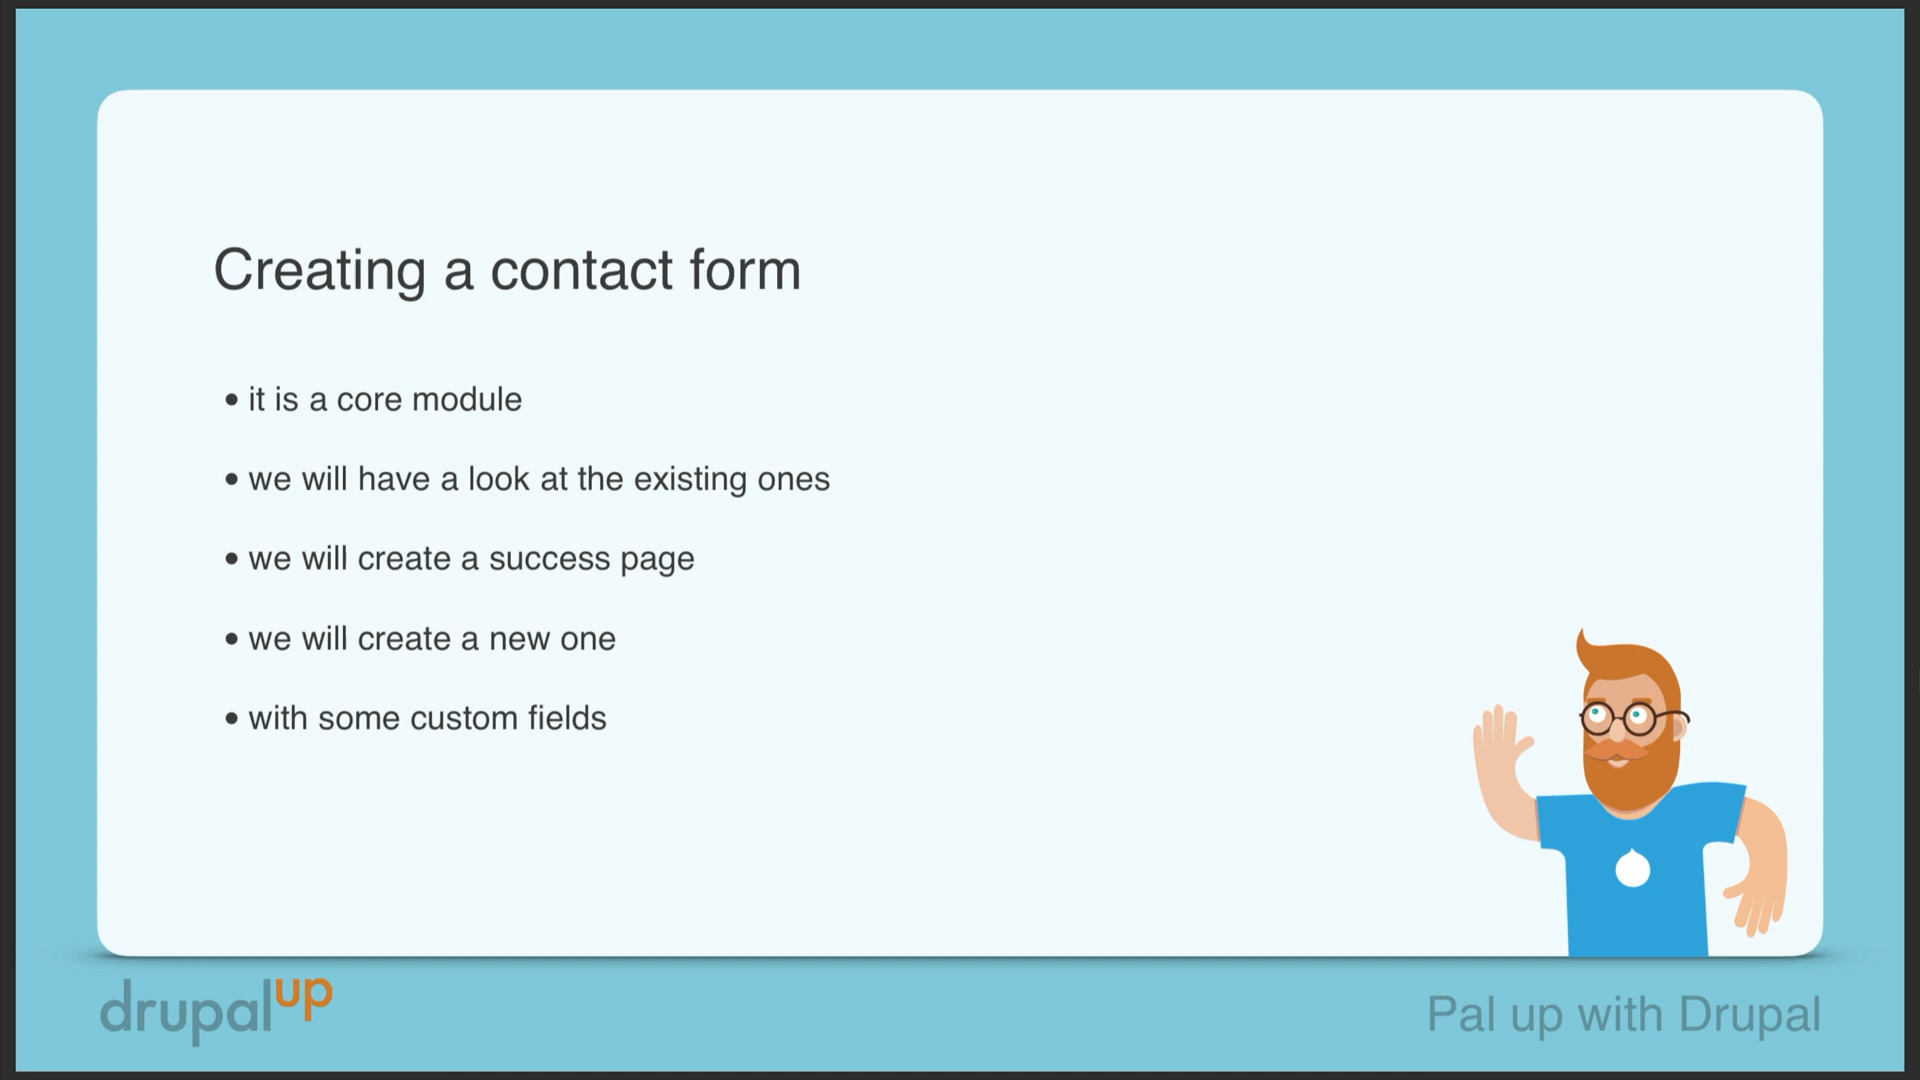 Creating a contact form
• it is a core module
• we will have a look at the existing ones
• we will create a success page
• we will create a new one
• with some custom fields
drupalup
Pal up with Drupal